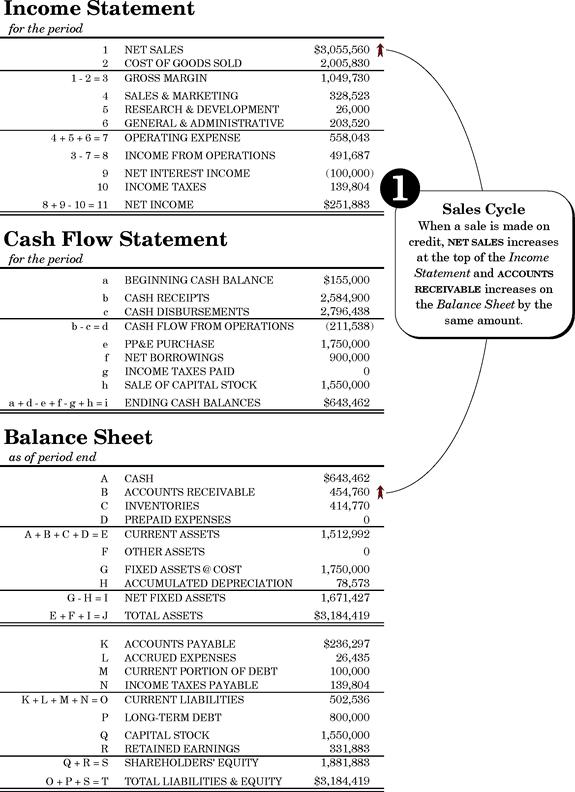 Income Statement
for the period
1 NET SALES $3,055,560
2 COST OF GOODS SOLD 2,005,830
1 - 2 = 3 GROSS MARGIN 1,049,730
4 SALES & MARKETING 328,523
5 RESEARCH & DEVELOPMENT 26,000
6 GENERAL & ADMINISTRATIVE 203,520
4 + 5 + 6 = 7 OPERATING EXPENSE 558,043
3 - 7 = 8 INCOME FROM OPERATIONS 491,687
9 NET INTEREST INCOME (100,000)
10 INCOME TAXES 139,804
8 + 9 - 10 = 11 NET INCOME $251,883
1
Sales Cycle
When a sale is made on
credit, NET SALES increases
at the top of the Income
Statement and ACCOUNTS
RECEIVABLE increases on
the Balance Sheet by the
same amount.
Cash Flow Statement
for the period
a BEGINNING CASH BALANCE $155,000
b CASH RECEIPTS 2,584,900
c CASH DISBURSEMENTS 2,796,438
b - c = d CASH FLOW FROM OPERATIONS (211,538)
e PP&E PURCHASE 1,750,000
f NET BORROWINGS 900,000
g INCOME TAXES PAID 0
h SALE OF CAPITAL STOCK 1,550,000
a + d - e + f - g + h = i ENDING CASH BALANCES $643,462
Balance Sheet
as of period end
A CASH $643,462
B ACCOUNTS RECEIVABLE 454,760
C INVENTORIES 414,770
D PREPAID EXPENSES 0
A + B + C + D = E CURRENT ASSETS 1,512,992
F OTHER ASSETS 0
G FIXED ASSETS @ COST 1,750,000
H ACCUMULATED DEPRECIATION 78,573
G - H = I NET FIXED ASSETS 1,671,427
E + F + I = J TOTAL ASSETS $3,184,419
K ACCOUNTS PAYABLE $236,297
L ACCRUED EXPENSES 26,435
M CURRENT PORTION OF DEBT 100,000
N INCOME TAXES PAYABLE 139,804
K + L + M + N = O CURRENT LIABILITIES 502,536
P LONG-TERM DEBT 800,000
Q CAPITAL STOCK 1,550,000
R RETAINED EARNINGS 331,883
Q + R = S SHAREHOLDERS' EQUITY 1,881,883
O + P + S = T TOTAL LIABILITIES & EQUITY $3,184,419